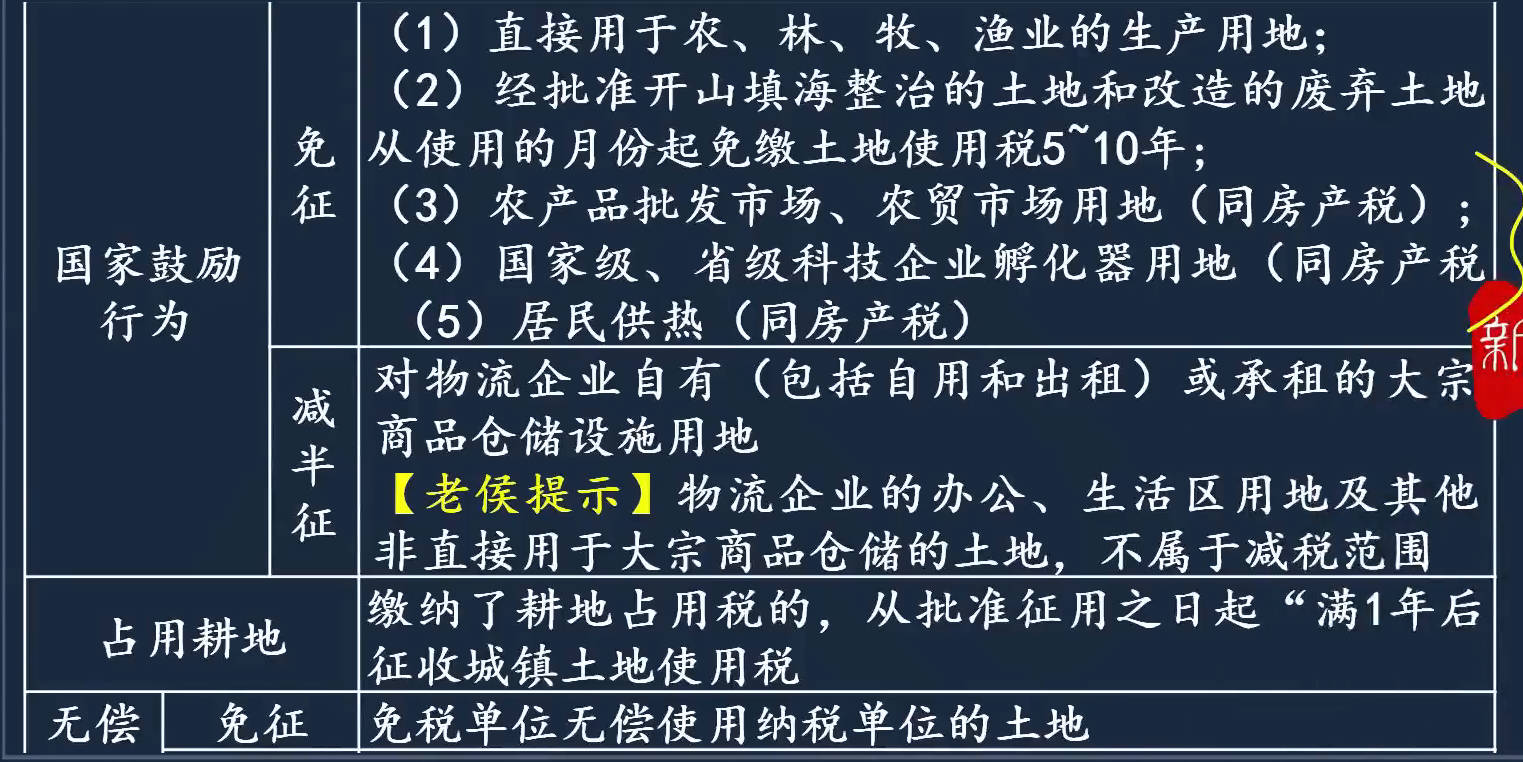 国家鼓励
行为
免
征
（1）直接用于农、林、牧、渔业的生产用地；
（2）经批准开山填海整治的土地和改造的废弃土地
从使用的月份起免缴土地使用税5~10年；
（3）农产品批发市场、农贸市场用地（同房产税）；
（4）国家级、省级科技企业孵化器用地（同房产税
（5）居民供热（同房产税）
新
减
半
征
对物流企业自有（包括自用和出租）或承租的大宗
商品仓储设施用地
【老侯提示】物流企业的办公、生活区用地及其他
非直接用于大宗商品仓储的土地，不属于减税范围
占用耕地
缴纳了耕地占用税的，从批准征用之日起“满1年后
征收城镇土地使用税
无偿
免征
免税单位无偿使用纳税单位的土地